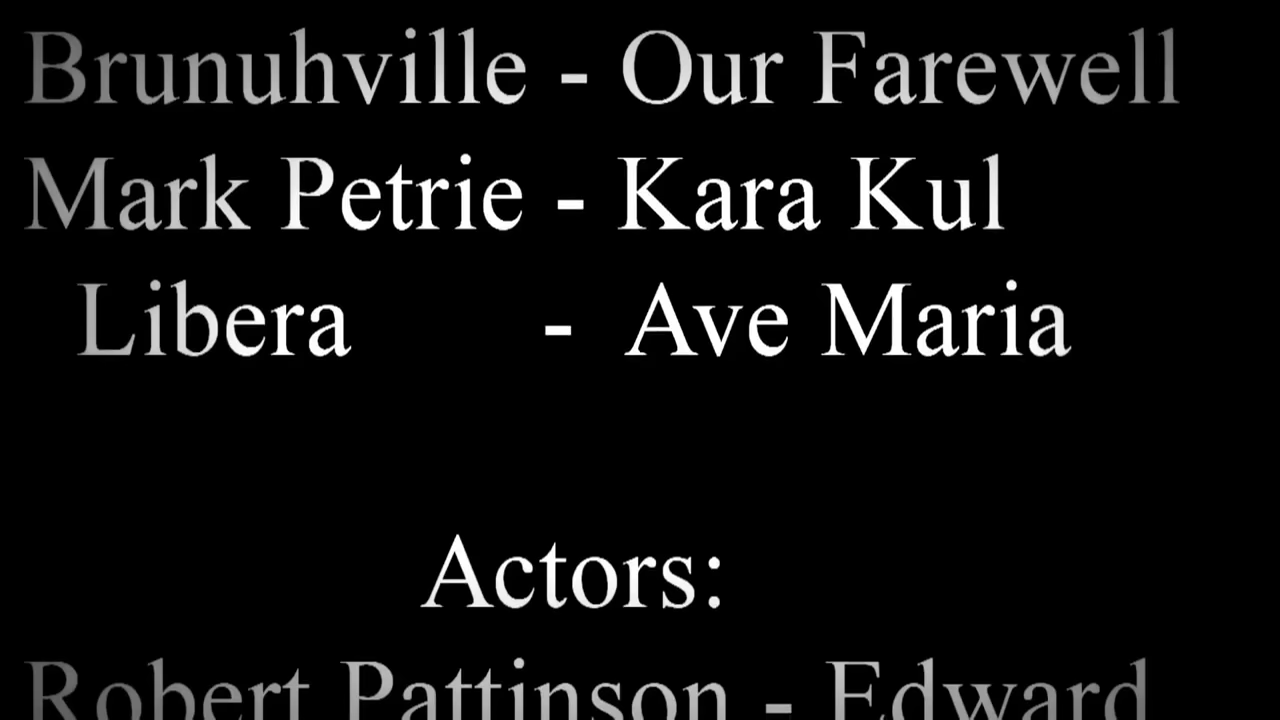 Brunuhville - Our Farewell
Mark Petrie - Kara Kul
Libera - Ave Maria
Actors:
Robert Pattinson - Edward